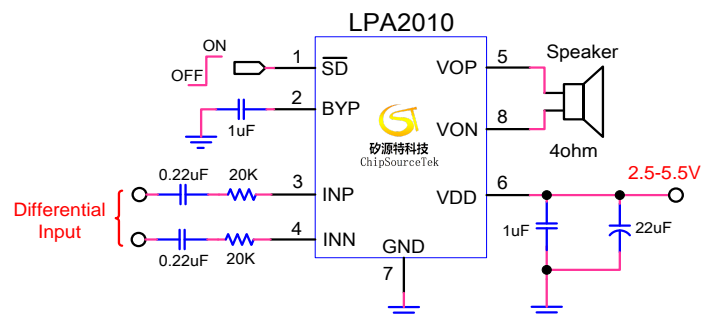 LPA2010
ON
OFF
1
SD
2
BYP
1uF
0.22uF
20K
3
INP
Differential
Input
0.22uF
20K
4
INN
矽源特科技
ChipSourceTek
GND
7
VOP
5
Speaker
VON
8
4ohm
VDD
6
2.5-5.5V
1uF
22uF